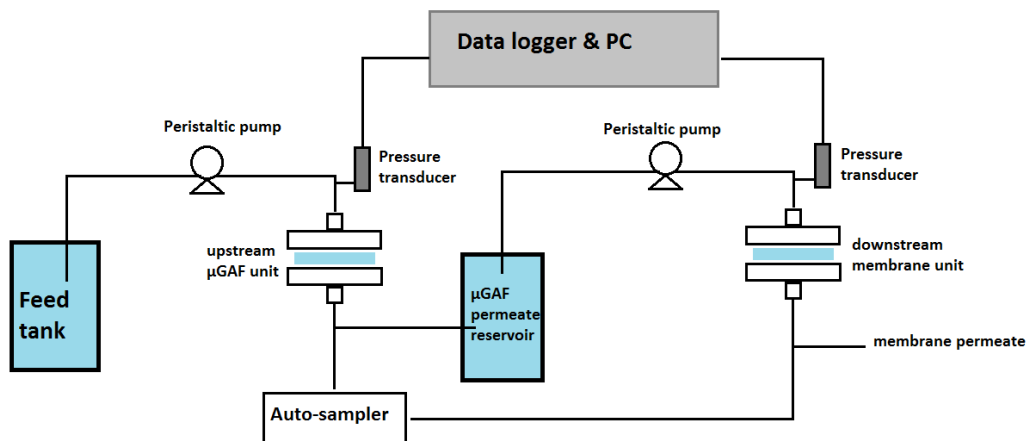 Data logger & PC
Peristaltic pump
Peristaltic pump
Pressure
transducer
Pressure
transducer
upstream
μGAF unit
downstream
membrane unit
Feed
tank
μGAF
permeate
reservoir
membrane permeate
Auto-sampler